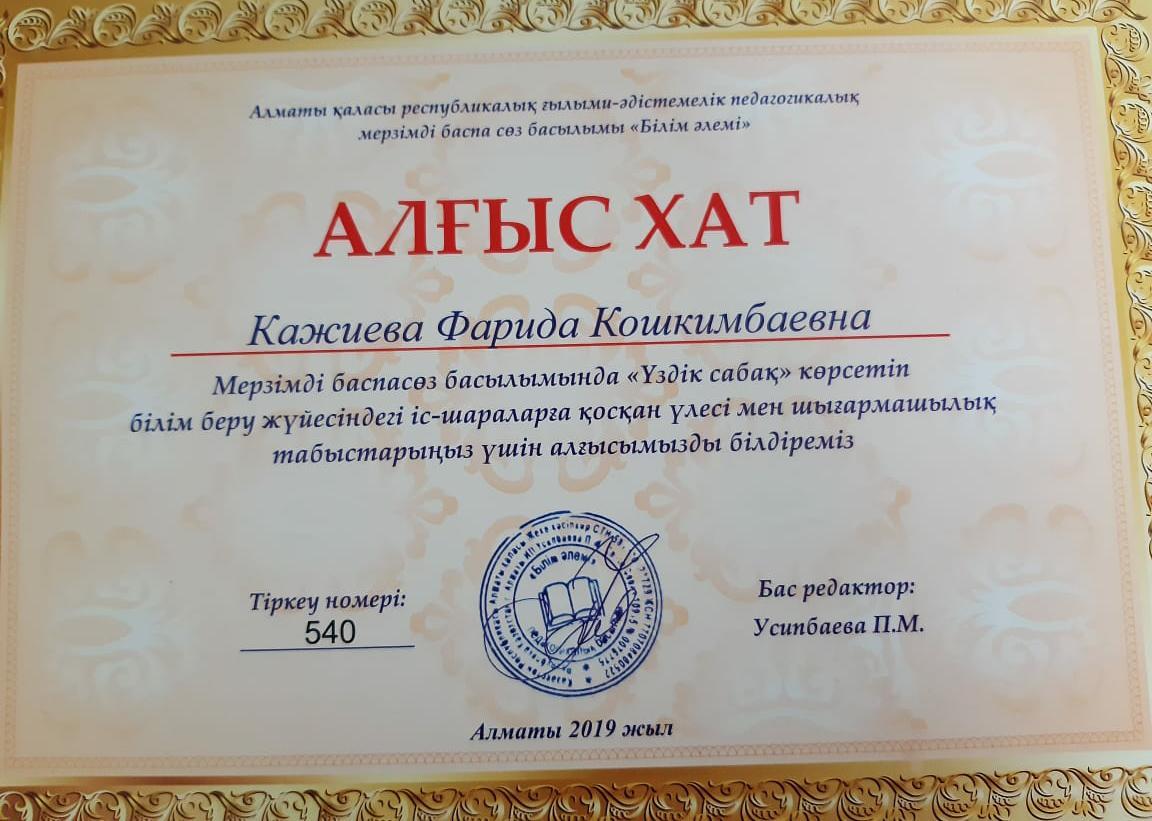 Алматы қаласы республикалық ғылыми-әдістемелік педагогикалық
мерзімді баспа сөз басылымы «Білім әлемі»
АЛҒЫС ХАТ
Кажиева Фарида Кошкимбаевна
Мерзімді баспасөз басылымында «Үздік сабақ» көрсетіп
білім беру жүйесіндегі іс-шараларға қосқан үлесі мен шығармашылық
табыстарыңыз үшін алғысымызды білдіреміз
Тіркеу номері:
540
«Білім әлемі»
Бас редактор:
Усипбаева П.М.
Алматы 2019 жыл